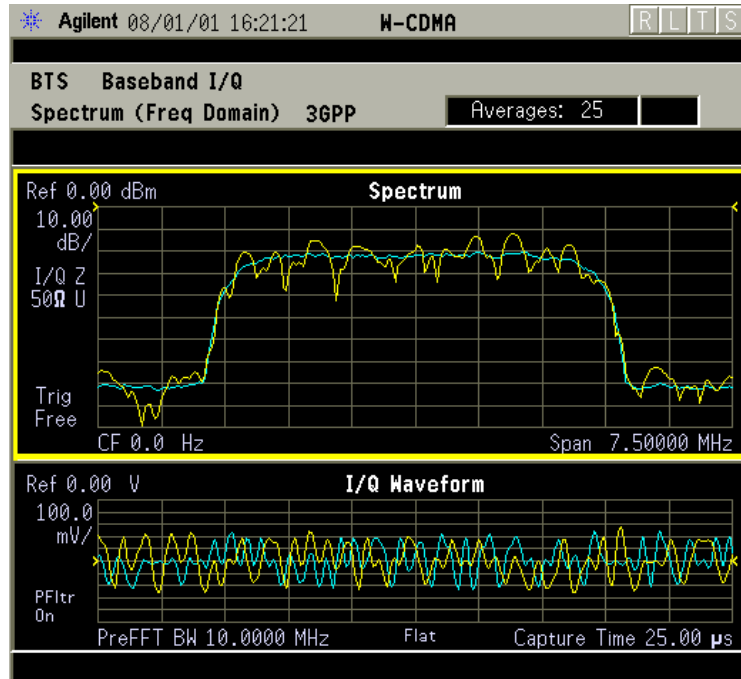 Agilent 08/01/01 16:21:21 W-CDMA R L T S
BTS Baseband I/Q
Spectrum (Freq Domain) 3GPP Averages: 25
Ref 0.00 dBm Spectrum
10.00
dB/
I/Q Z
50Ω U
Trig
Free
CF 0.0 Hz Span 7.50000 MHz
Ref 0.00 V I/Q Waveform
100.0
mV/
PFltr
On
PreFFT BW 10.0000 MHz Flat Capture Time 25.00 µs